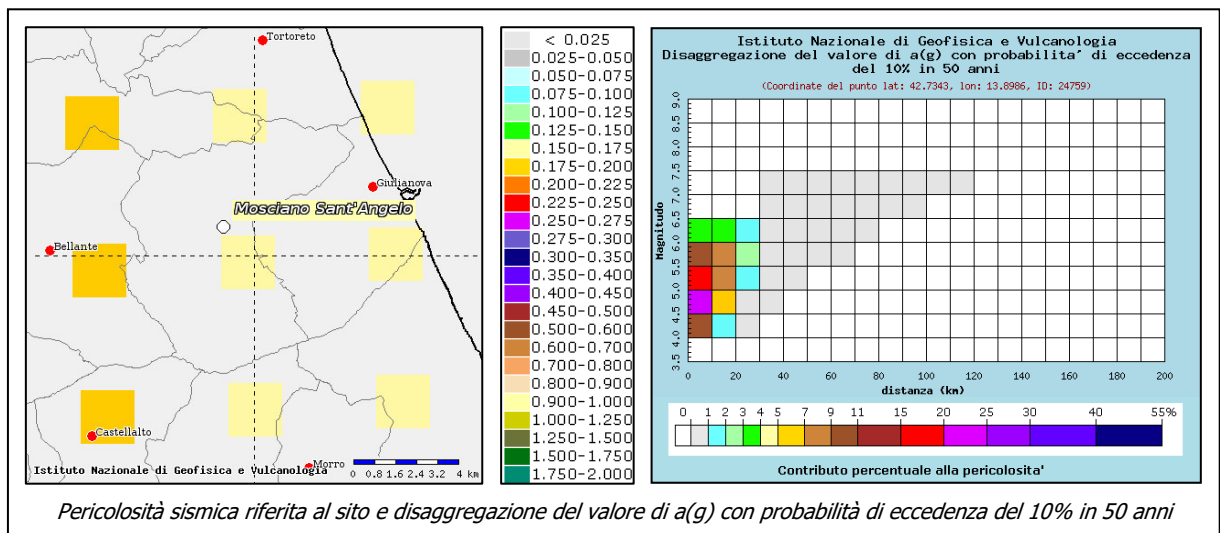 Tortoreto
Giulianova
Mosciano Sant'Angelo
Bellante
Castellalto
Morro
Istituto Nazionale di Geofisica e Vulcanologia
0 0.8 1.6 2.4 3.2 4 km
< 0.025
0.025-0.050
0.050-0.075
0.075-0.100
0.100-0.125
0.125-0.150
0.150-0.175
0.175-0.200
0.200-0.225
0.225-0.250
0.250-0.275
0.275-0.300
0.300-0.350
0.350-0.400
0.400-0.450
0.450-0.500
0.500-0.600
0.600-0.700
0.700-0.800
0.800-0.900
0.900-1.000
1.000-1.250
1.250-1.500
1.500-1.750
1.750-2.000
Istituto Nazionale di Geofisica e Vulcanologia
Disaggregazione del valore di a(g) con probabilita' di eccedenza
del 10% in 50 anni
(Coordinate del punto lat: 42.7343, lon: 13.8986, ID: 24759)
Magnitudo
9.0
8.5
8.0
7.5
7.0
6.5
6.0
5.5
5.0
4.5
4.0
3.5
0 20 40 60 80 100 120 140 160 180 200
distanza (km)
0 1 2 3 4 5 7 9 11 15 20 25 30 40 55%
Contributo percentuale alla pericolosita'
Pericolosità sismica riferita al sito e disaggregazione del valore di a(g) con probabilità di eccedenza del 10% in 50 anni